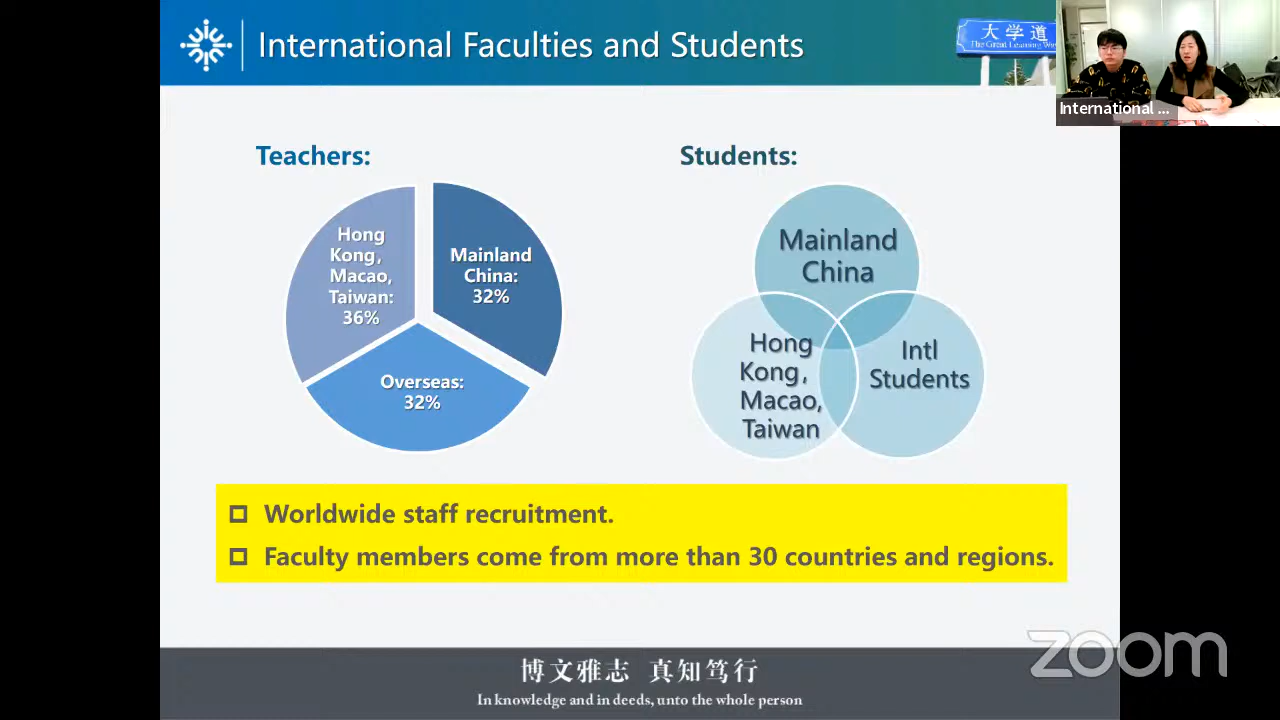 International Faculties and Students
大学道
The Great Learning Way
International ...
Teachers:
Hong
Kong,
Macao,
Taiwan:
36%
Mainland
China:
32%
Overseas:
32%
Students:
Mainland
China
Hong
Kong,
Macao,
Taiwan
Intl
Students
Worldwide staff recruitment.
Faculty members come from more than 30 countries and regions.
博文雅志 真知笃行
In knowledge and in deeds, unto the whole person
zoom